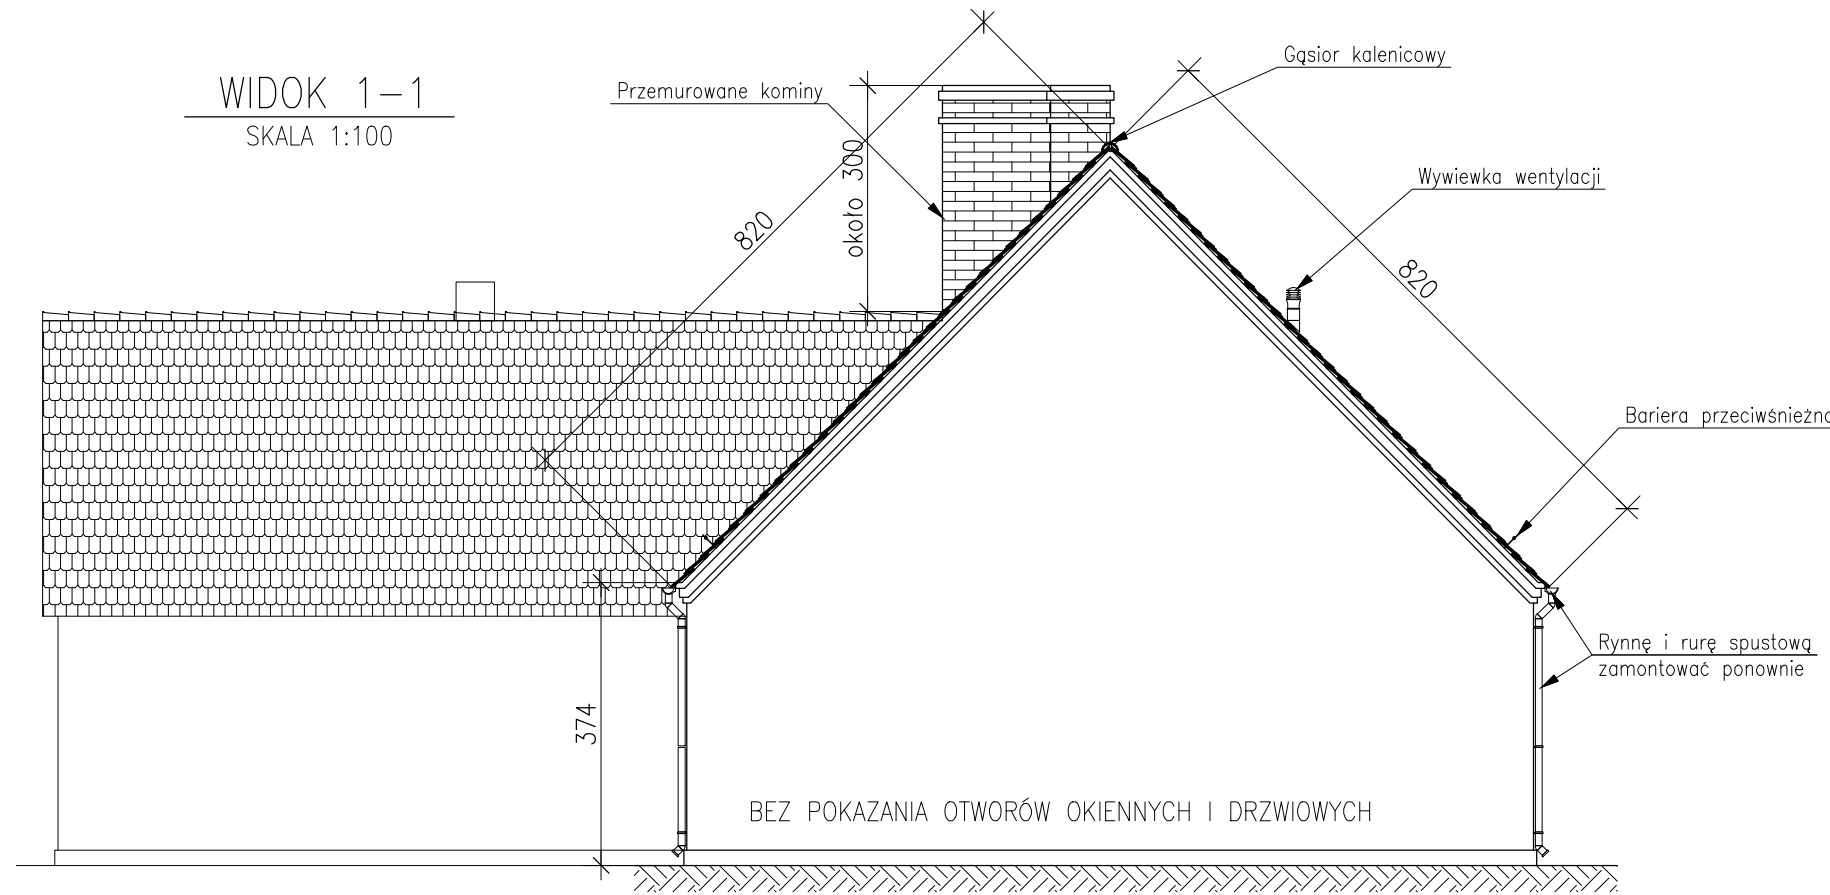 WIDOK 1-1
SKALA 1:100
Przemurowane kominy
Gąsior kalenicowy
około 300
820
Wywiewka wentylacji
820
Bariera przeciwśnieżna
Rynnę i rurę spustową
zamontować ponownie
374
BEZ POKAZANIA OTWORÓW OKIENNYCH I DRZWIOWYCH